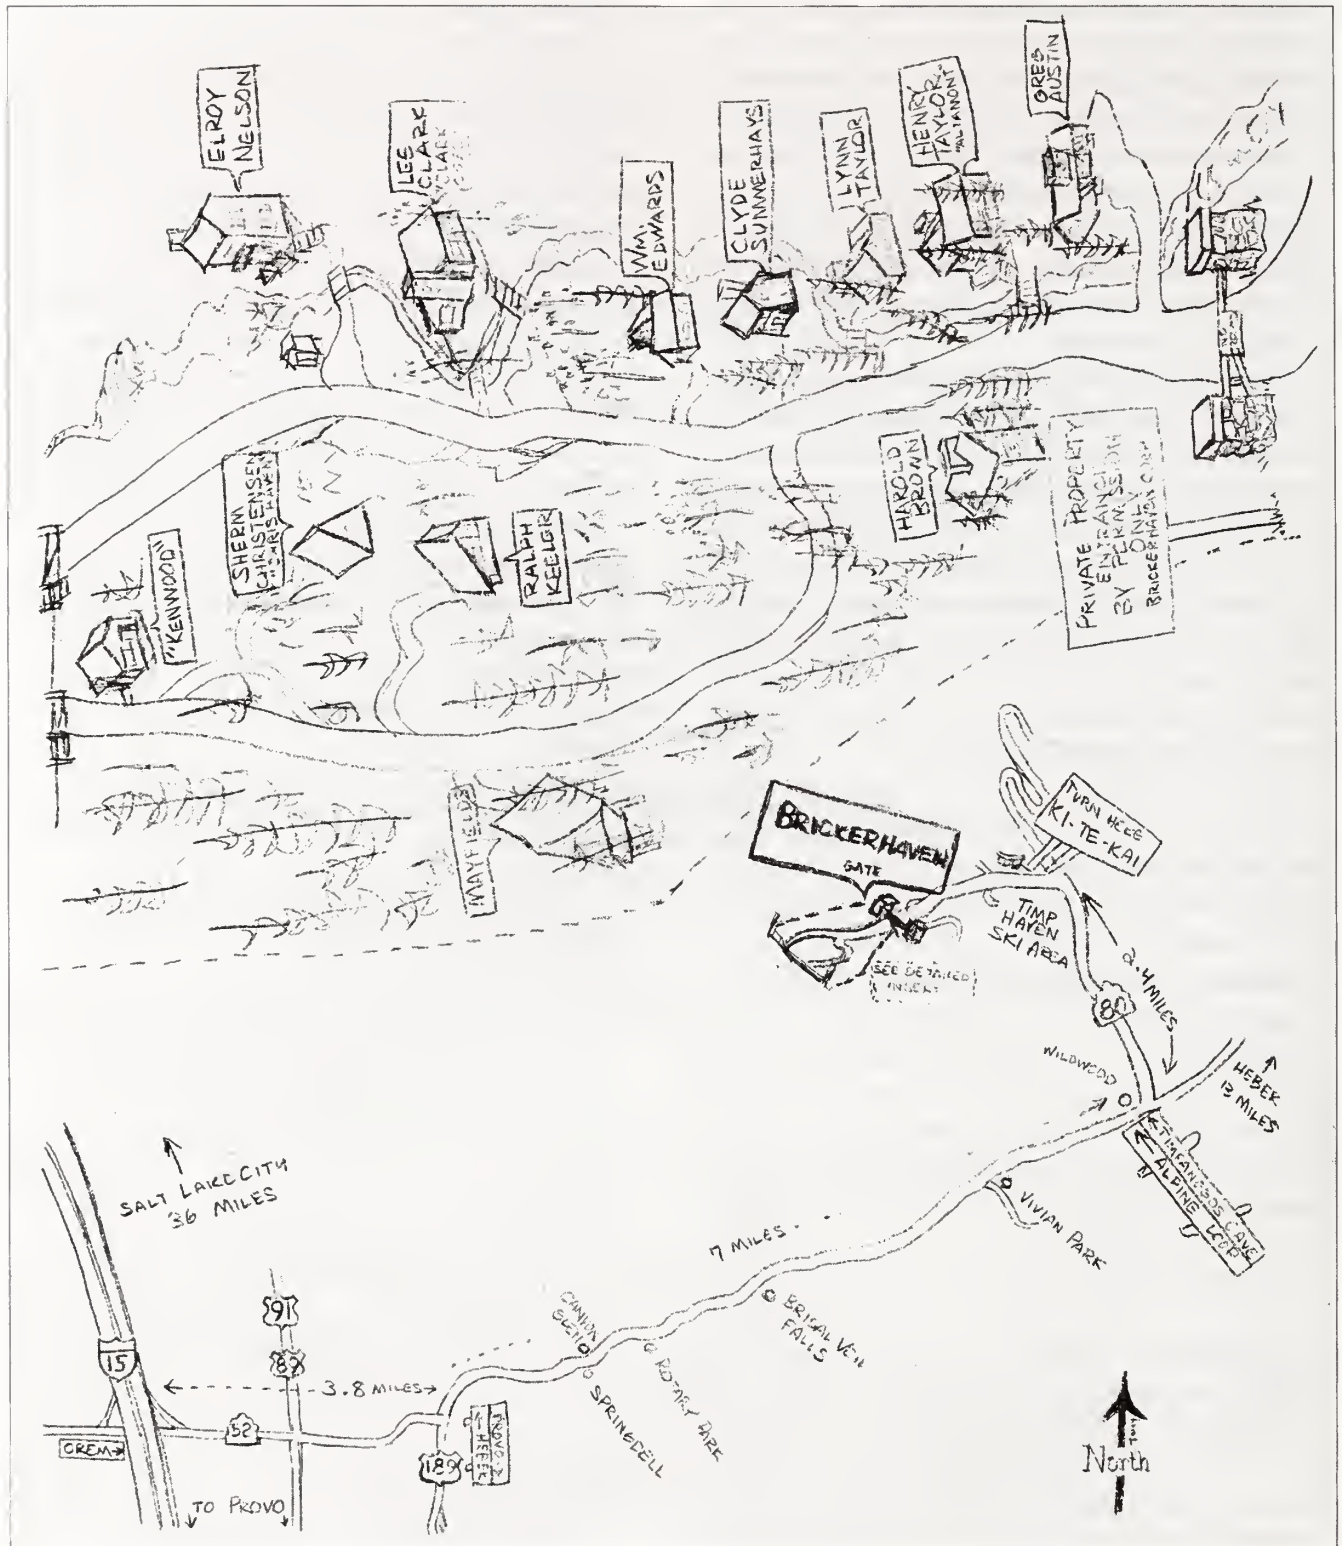 ELROY
NELSON
LEE
CLARK
WM.
EDWARDS
CLYDE
SUMMERHAYS
LYNN
TAYLOR
HENRY
TAYLOR
"ALTAMONT"
GREG
AUSTIN
"KENWOOD"
SHERM
CHRISTENSEN
"CHRIS HAVEN"
RALPH
KEELER
HAROLD
BROWN
PRIVATE PROPERTY
ENTRANCE
BY PERMISSION
ONLY
BRICKERHAVEN CORP
MAYFIELDS
BRICKERHAVEN
GATE
SEE DETAILED
INSERT
TURN HERE
KI-TE-KAI
TIMP
HAVEN
SKI AREA
2.4 MILES
80
WILDWOOD
HEBER
13 MILES
TIMPANOGOS CAVE
ALPINE LOOP
VIVIAN PARK
7 MILES
BRIDAL VEIL
FALLS
CANYON
GLEN
ROTARY PARK
SPRINGDELL
SALT LAKE CITY
36 MILES
91
89
15
3.8 MILES
52
OREM
189
PROVO
HEBER
TO PROVO
North